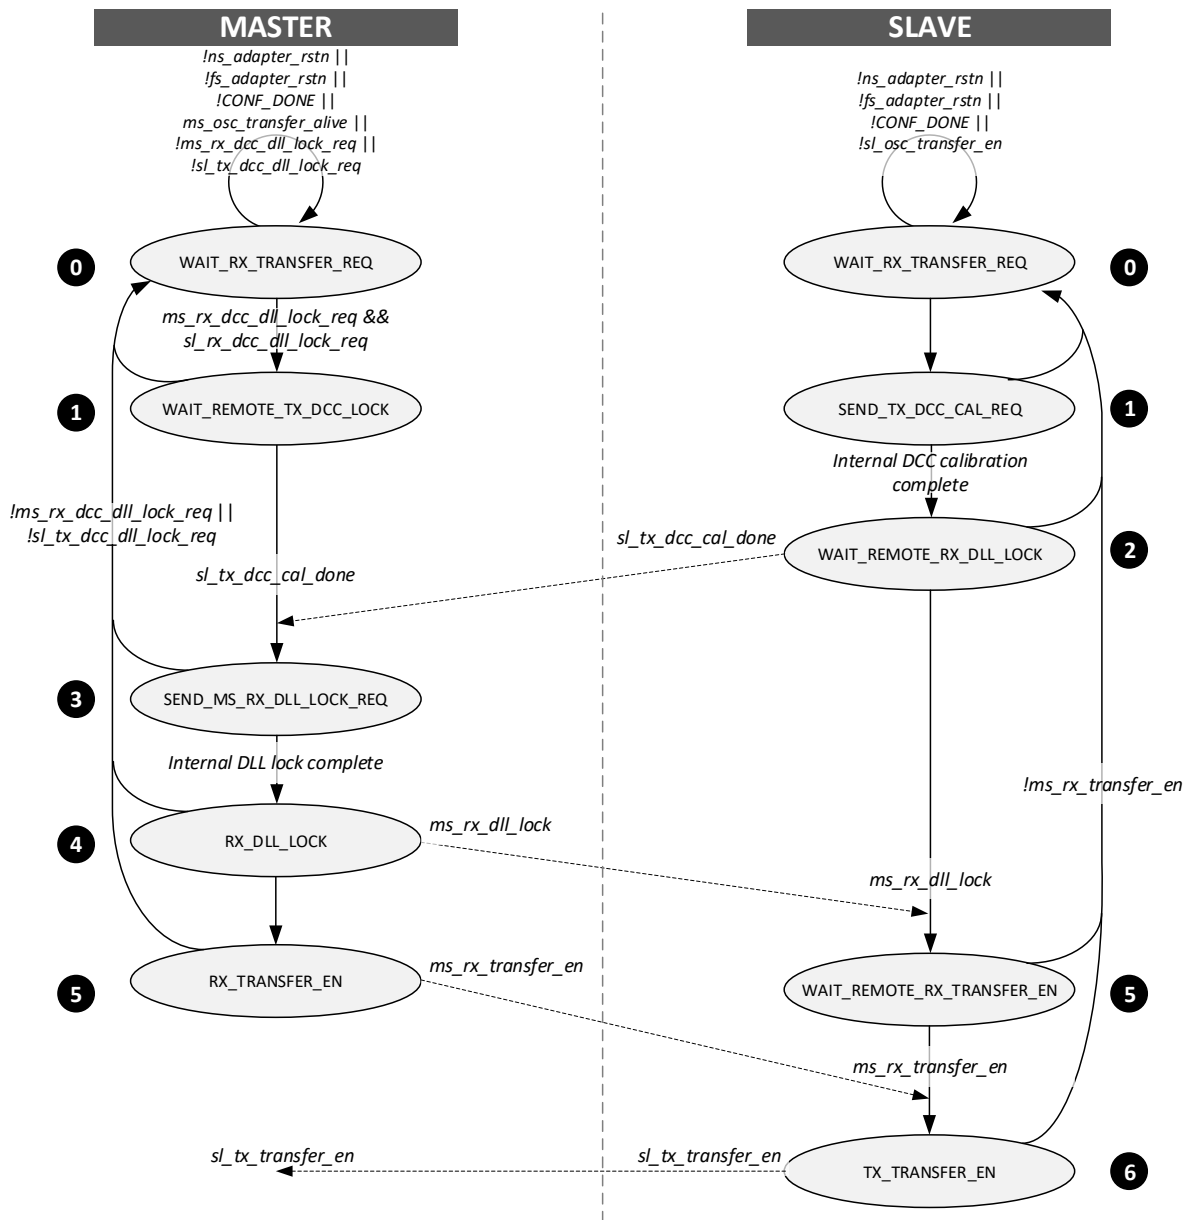 MASTER
SLAVE
!ns_adapter_rstn ||
!fs_adapter_rstn ||
!CONF_DONE ||
ms_osc_transfer_alive ||
!ms_rx_dcc_dll_lock_req ||
!sl_tx_dcc_dll_lock_req
!ns_adapter_rstn ||
!fs_adapter_rstn ||
!CONF_DONE ||
!sl_osc_transfer_en
0
WAIT_RX_TRANSFER_REQ
WAIT_RX_TRANSFER_REQ
0
ms_rx_dcc_dll_lock_req &&
sl_rx_dcc_dll_lock_req
1
WAIT_REMOTE_TX_DCC_LOCK
SEND_TX_DCC_CAL_REQ
1
Internal DCC calibration
complete
!ms_rx_dcc_dll_lock_req ||
!sl_tx_dcc_dll_lock_req
sl_tx_dcc_cal_done
WAIT_REMOTE_RX_DLL_LOCK
2
sl_tx_dcc_cal_done
3
SEND_MS_RX_DLL_LOCK_REQ
Internal DLL lock complete
!ms_rx_transfer_en
4
RX_DLL_LOCK
ms_rx_dll_lock
ms_rx_dll_lock
5
RX_TRANSFER_EN
ms_rx_transfer_en
WAIT_REMOTE_RX_TRANSFER_EN
5
ms_rx_transfer_en
sl_tx_transfer_en
sl_tx_transfer_en
TX_TRANSFER_EN
6